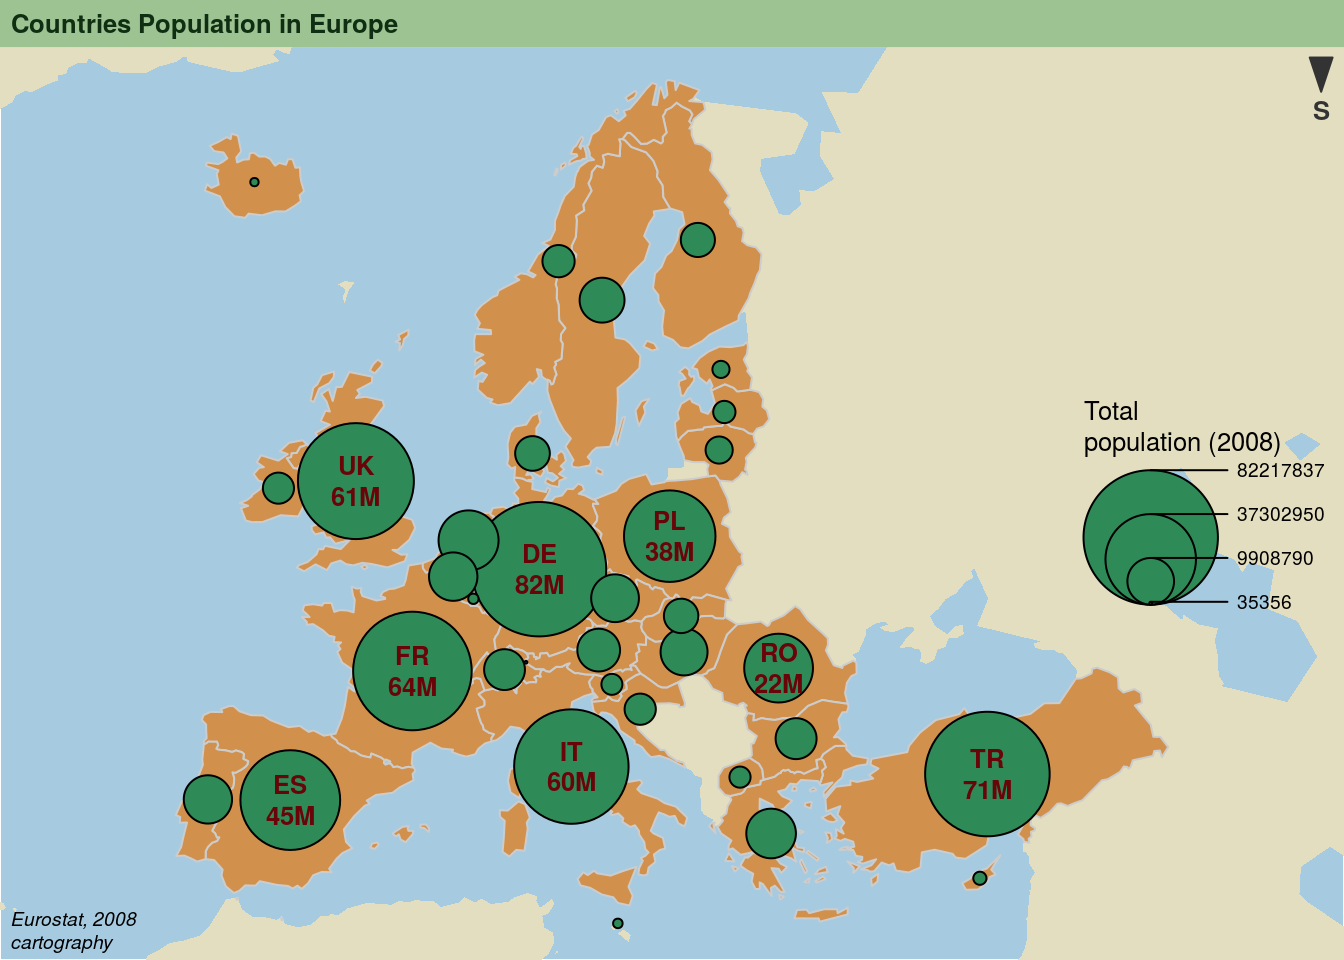 Countries Population in Europe
S
Total
population (2008)
82217837
37302950
9908790
35356
UK
61M
PL
38M
DE
82M
FR
64M
RO
22M
IT
60M
TR
71M
ES
45M
Eurostat, 2008
cartography